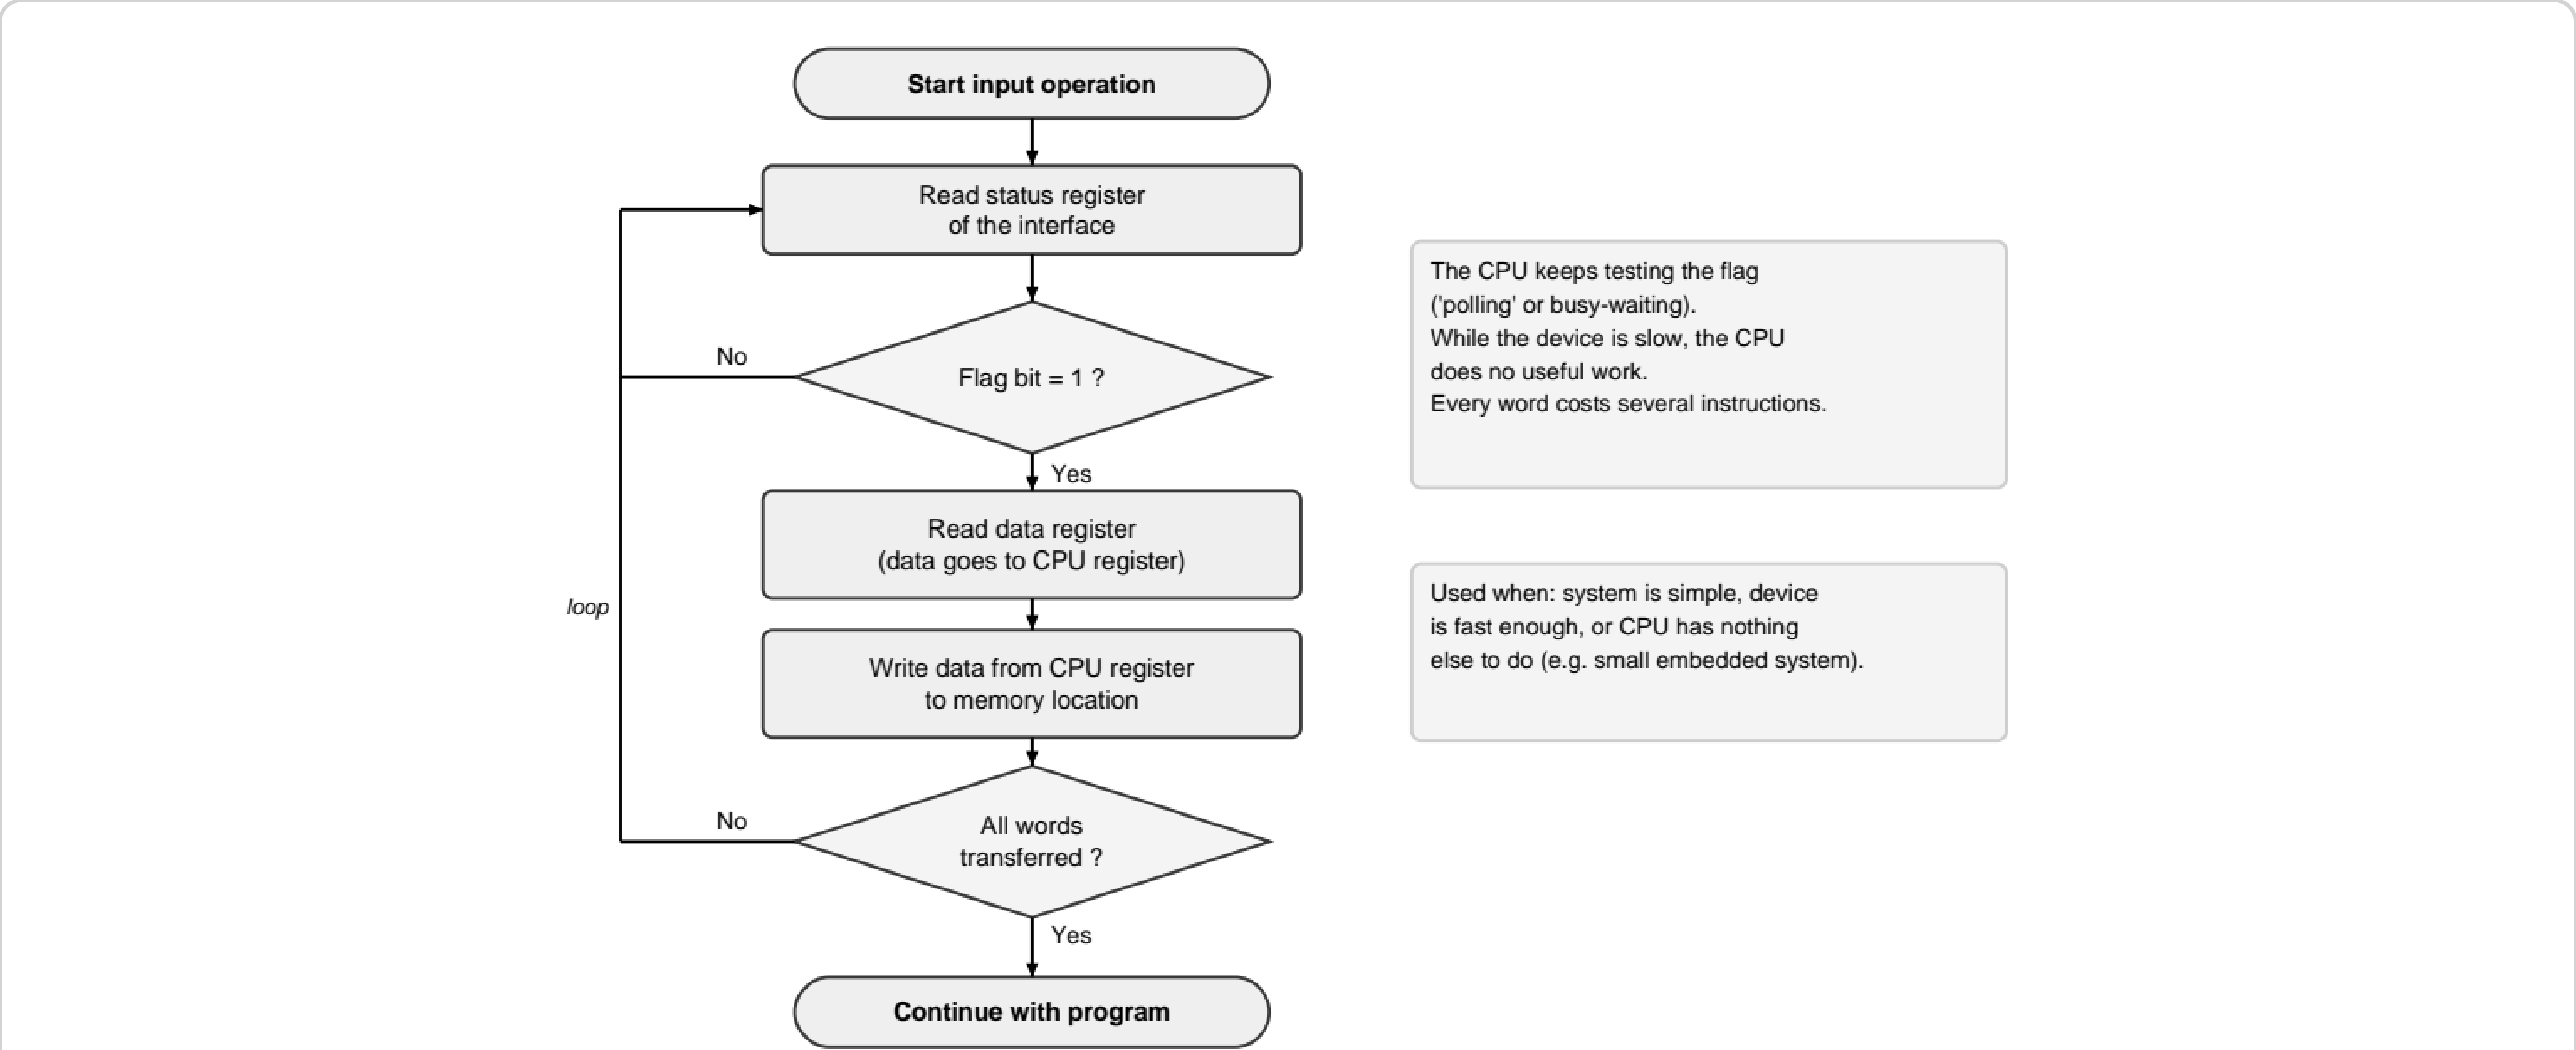 Start input operation
Read status register
of the interface
The CPU keeps testing the flag
('polling' or busy-waiting).
While the device is slow, the CPU
does no useful work.
Every word costs several instructions.
No
Flag bit = 1 ?
Yes
Read data register
(data goes to CPU register)
loop
Used when: system is simple, device
is fast enough, or CPU has nothing
else to do (e.g. small embedded system).
Write data from CPU register
to memory location
No
All words
transferred ?
Yes
Continue with program